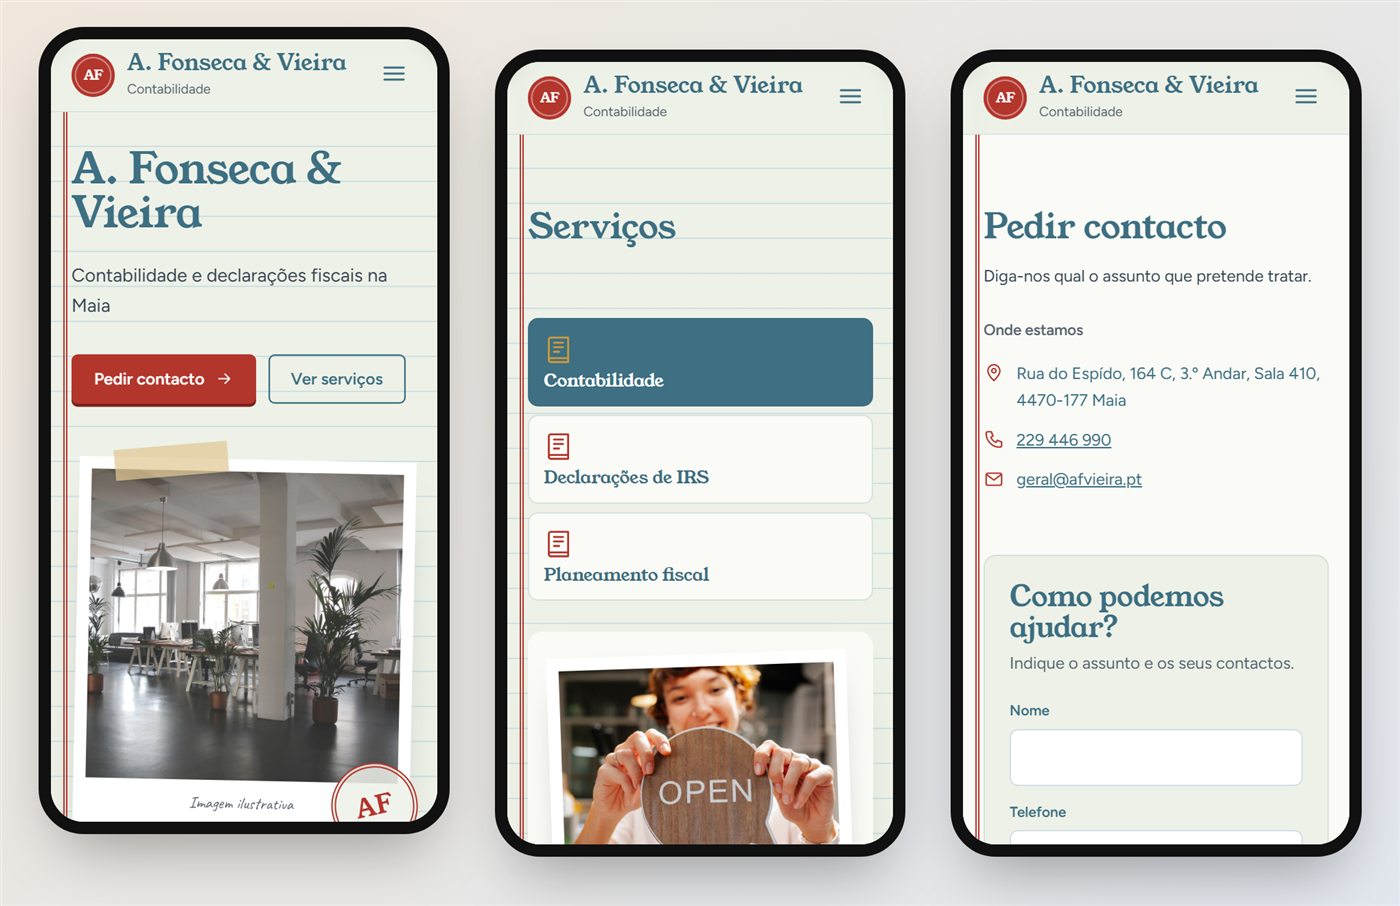 AF
A. Fonseca & Vieira
Contabilidade
A. Fonseca &
Vieira
Contabilidade e declarações fiscais na
Maia
Pedir contacto →
Ver serviços
Imagem ilustrativa
AF
AF
A. Fonseca & Vieira
Contabilidade
Serviços
Contabilidade
Declarações de IRS
Planeamento fiscal
OPEN
AF
A. Fonseca & Vieira
Contabilidade
Pedir contacto
Diga-nos qual o assunto que pretende tratar.
Onde estamos
Rua do Espído, 164 C, 3.º Andar, Sala 410,
4470-177 Maia
229 446 990
geral@afvieira.pt
Como podemos
ajudar?
Indique o assunto e os seus contactos.
Nome
Telefone